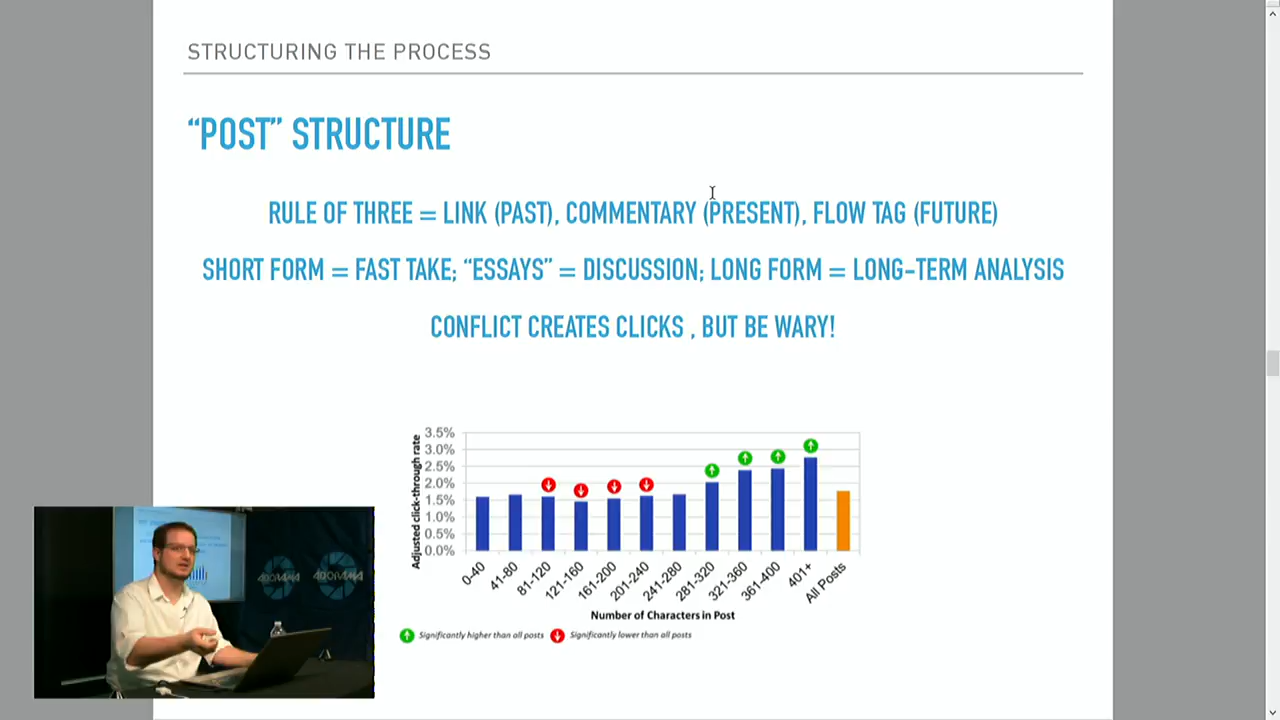 STRUCTURING THE PROCESS
“POST” STRUCTURE
RULE OF THREE = LINK (PAST), COMMENTARY (PRESENT), FLOW TAG (FUTURE)
SHORT FORM = FAST TAKE; “ESSAYS” = DISCUSSION; LONG FORM = LONG-TERM ANALYSIS
CONFLICT CREATES CLICKS , BUT BE WARY!
Adjusted click-through rate
3.5%
3.0%
2.5%
2.0%
1.5%
1.0%
0.5%
0.0%
0-40
41-80
81-120
121-160
161-200
201-240
241-280
281-320
321-360
361-400
401+
All Posts
Number of Characters in Post
Significantly higher than all posts
Significantly lower than all posts
ADORAMA
ADORAMA